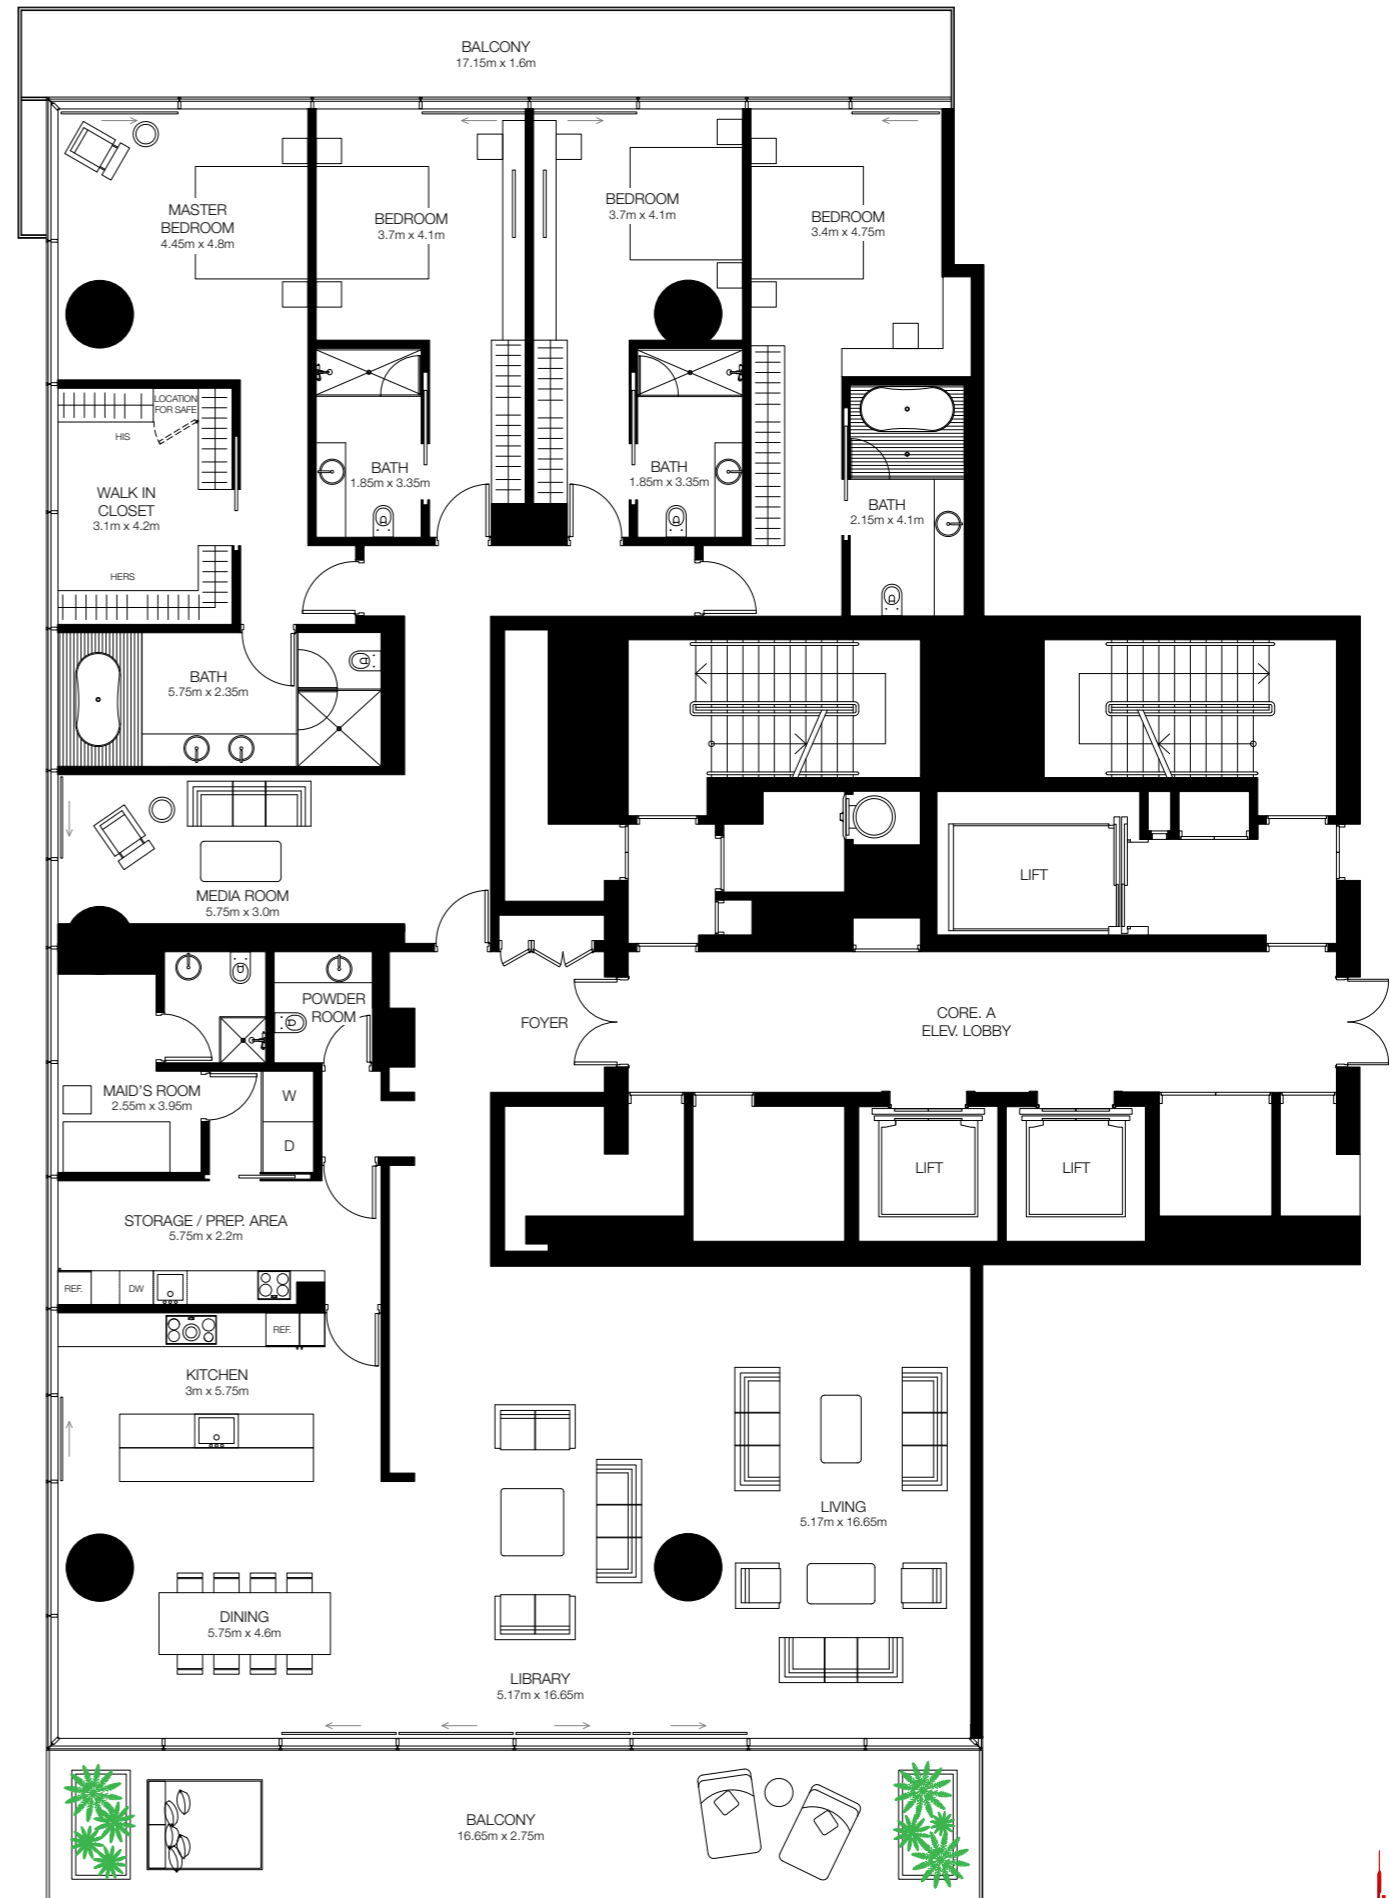 BALCONY
17.15m x 1.6m
MASTER
BEDROOM
4.45m x 4.8m
BEDROOM
3.7m x 4.1m
BEDROOM
3.7m x 4.1m
BEDROOM
3.4m x 4.75m
LOCATION
FOR SAFE
HIS
WALK IN
CLOSET
3.1m x 4.2m
HERS
BATH
1.85m x 3.35m
BATH
1.85m x 3.35m
BATH
2.15m x 4.1m
BATH
5.75m x 2.35m
MEDIA ROOM
5.75m x 3.0m
LIFT
POWDER
ROOM
FOYER
CORE. A
ELEV. LOBBY
MAID'S ROOM
2.55m x 3.95m
W
D
LIFT
LIFT
STORAGE / PREP. AREA
5.75m x 2.2m
REF.
DW
REF.
KITCHEN
3m x 5.75m
LIVING
5.17m x 16.65m
DINING
5.75m x 4.6m
LIBRARY
5.17m x 16.65m
BALCONY
16.65m x 2.75m